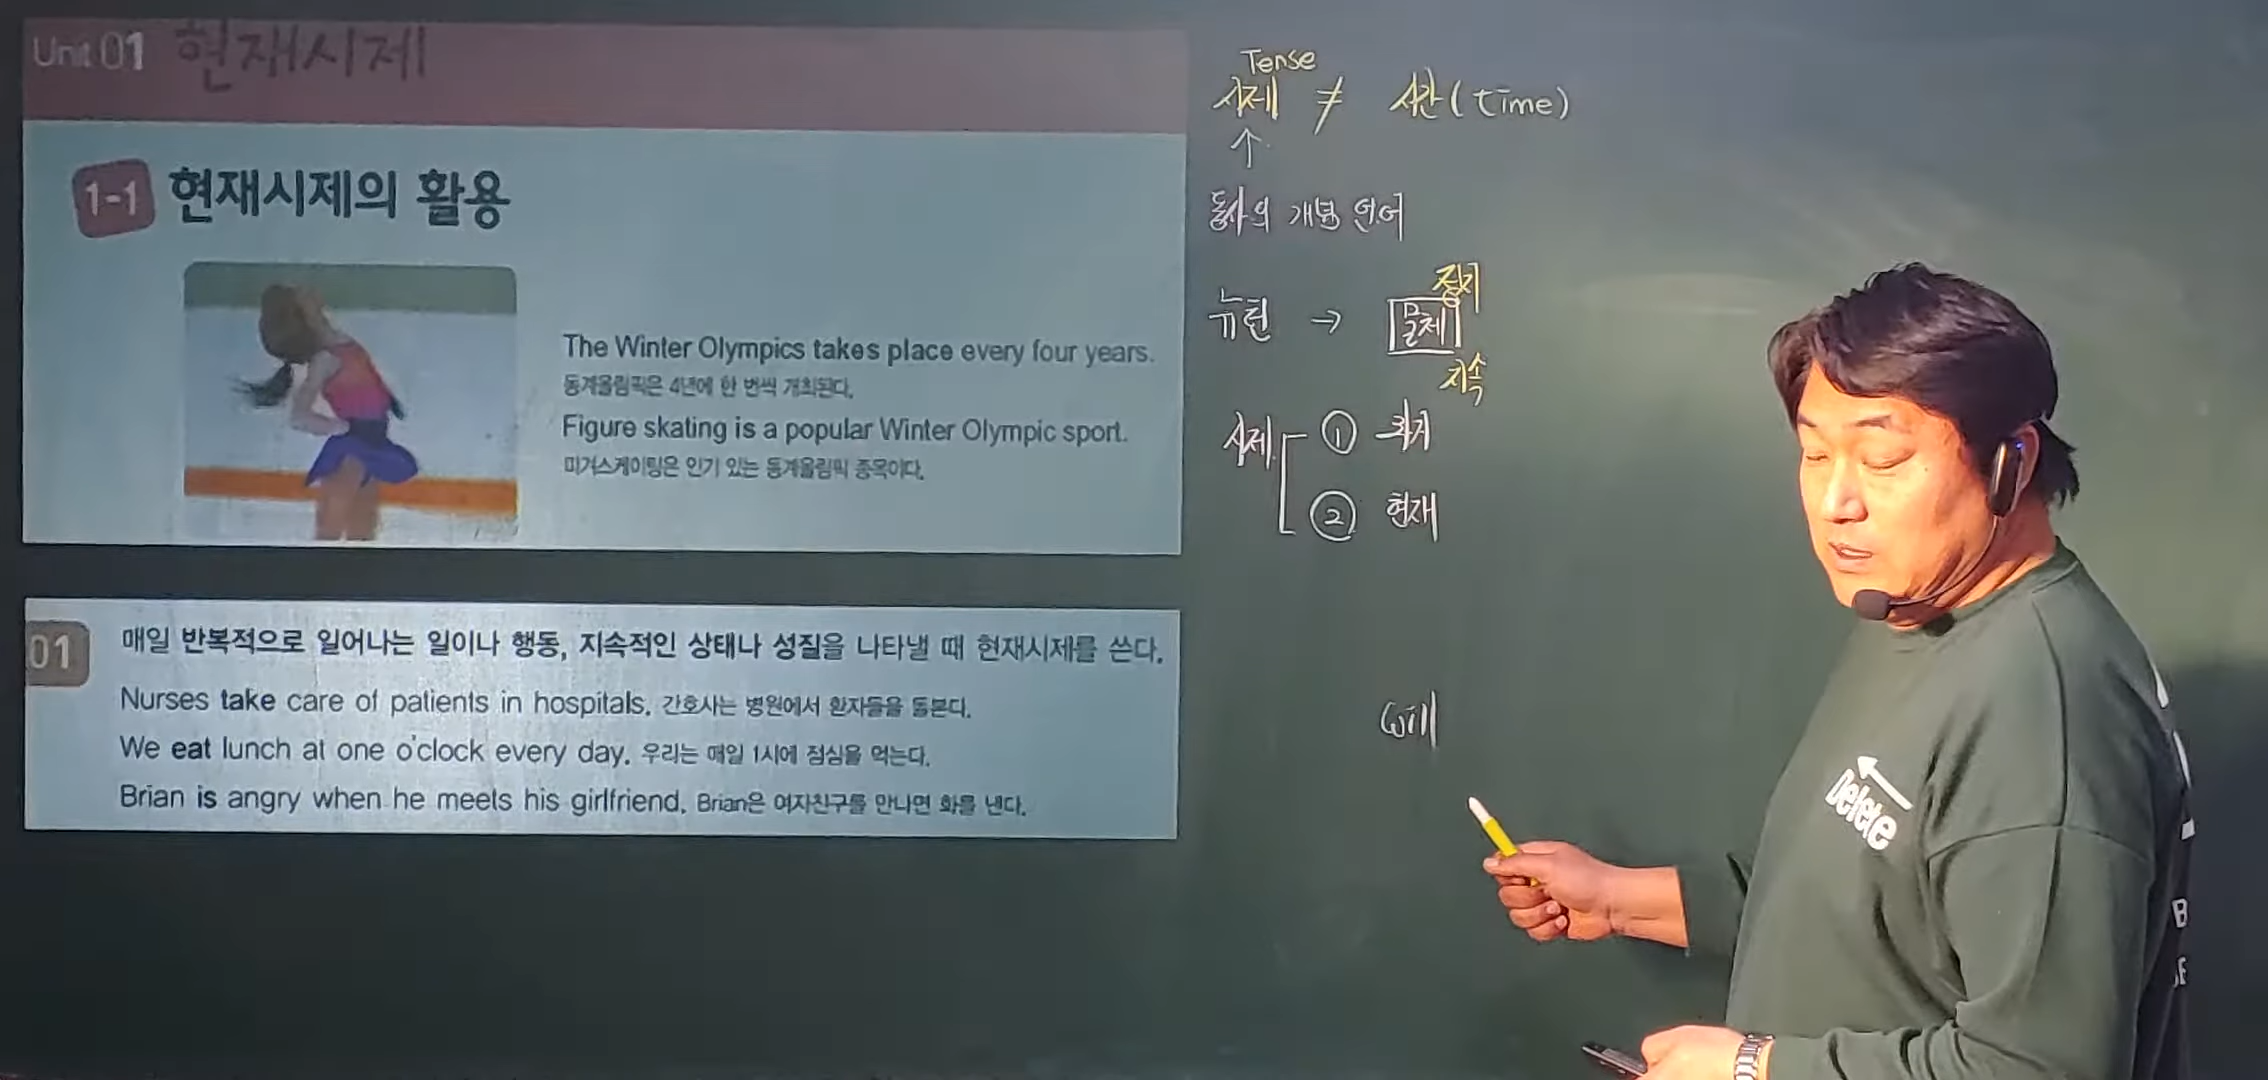 Unit 01 현재시제
1-1 현재시제의 활용
The Winter Olympics takes place every four years.
동계올림픽은 4년에 한 번씩 개최된다.
Figure skating is a popular Winter Olympic sport.
피겨스케이팅은 인기 있는 동계올림픽 종목이다.
01 매일 반복적으로 일어나는 일이나 행동, 지속적인 상태나 성질을 나타낼 때 현재시제를 쓴다.
Nurses take care of patients in hospitals. 간호사는 병원에서 환자들을 돌본다.
We eat lunch at one o'clock every day. 우리는 매일 1시에 점심을 먹는다.
Brian is angry when he meets his girlfriend. Brian은 여자친구를 만나면 화를 낸다.
Tense
시제 ≠ 시간(time)
↑
동사의 개념 언어
정지
뉴턴 → 물체
지속
시제 ① 과거
② 현재
will
Delete